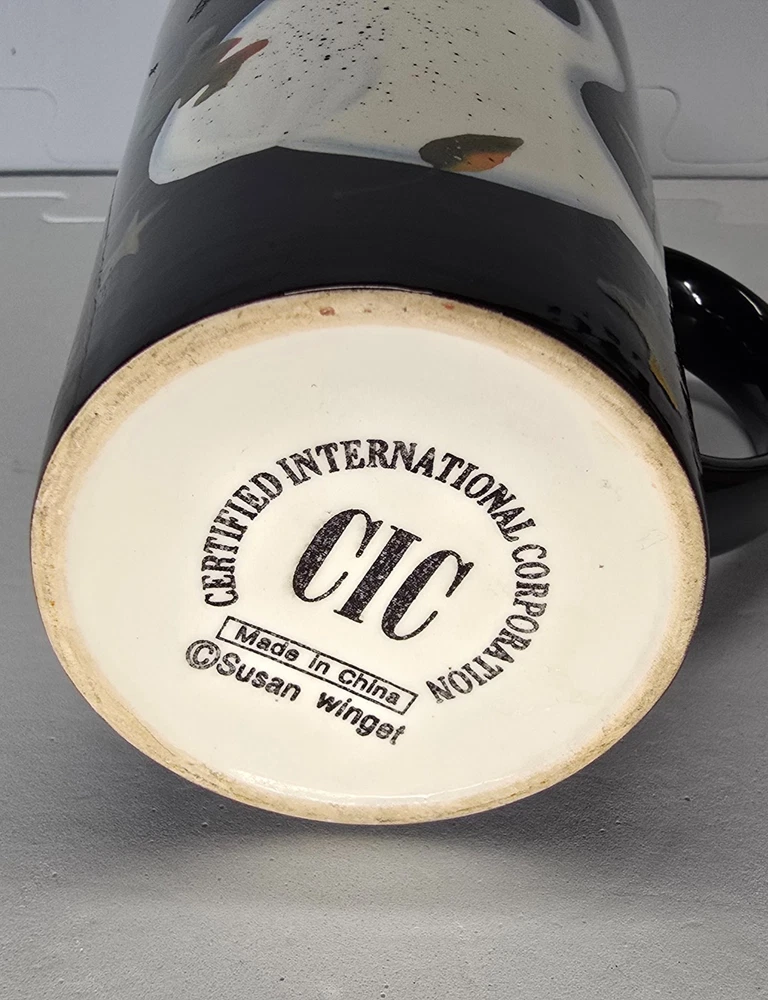 CERTIFIED INTERNATIONAL CORPORATION
CIC
Made in China
©Susan winget